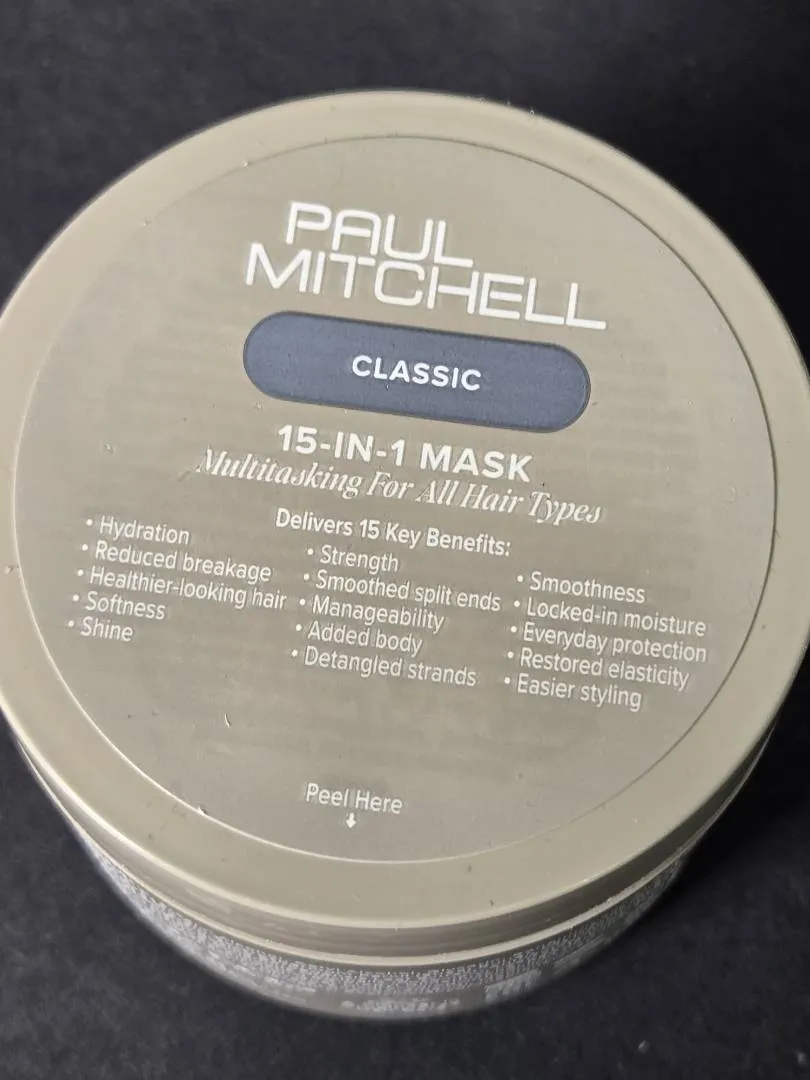 PAUL
MITCHELL
CLASSIC
15-IN-1 MASK
Multitasking For All Hair Types
Delivers 15 Key Benefits:
• Hydration
• Reduced breakage
• Healthier-looking hair
• Softness
• Shine
• Strength
• Smoothed split ends
• Manageability
• Added body
• Detangled strands
• Smoothness
• Locked-in moisture
• Everyday protection
• Restored elasticity
• Easier styling
Peel Here